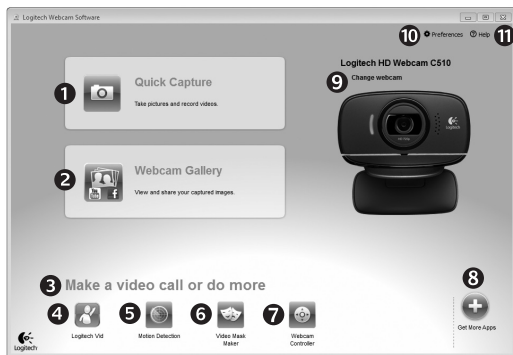 Logitech Webcam Software
10 Preferences Help 11
Logitech HD Webcam C510
9 Change webcam
1 Quick Capture
Take pictures and record videos.
Logitech
2 Webcam Gallery
View and share your captured images.
3 Make a video call or do more
8
4 5 6 7
Logitech Vid Motion Detection Video Mask Maker Webcam Controller
Get More Apps
Logitech